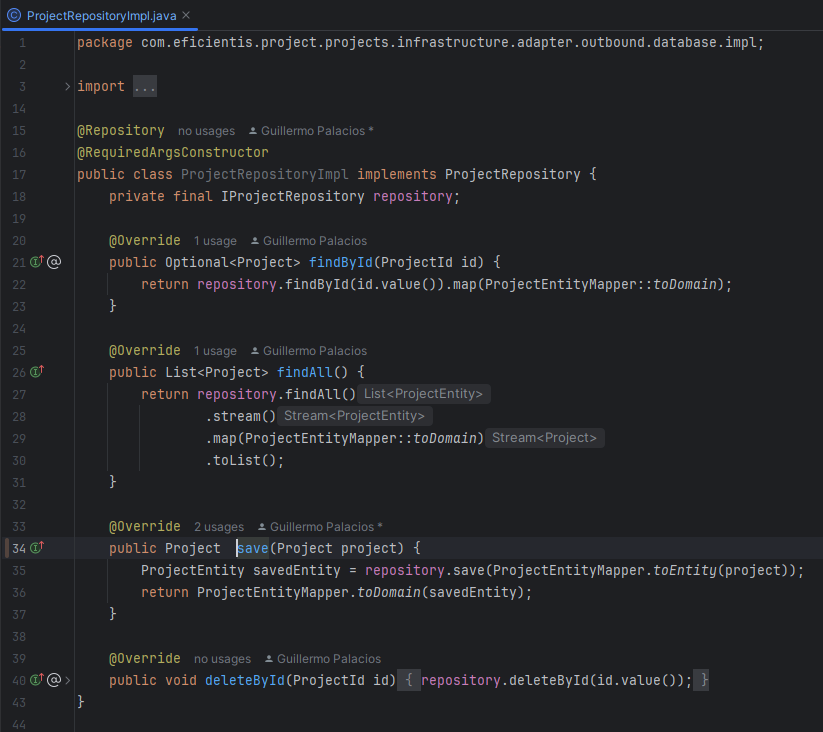 ProjectRepositoryImpl.java
1 package com.eficientis.project.projects.infrastructure.adapter.outbound.database.impl;
2
3 import ...
14
15 @Repository no usages Guillermo Palacios *
16 @RequiredArgsConstructor
17 public class ProjectRepositoryImpl implements ProjectRepository {
18 private final IProjectRepository repository;
19
20 @Override 1 usage Guillermo Palacios
21 public Optional<Project> findById(ProjectId id) {
22 return repository.findById(id.value()).map(ProjectEntityMapper::toDomain);
23 }
24
25 @Override 1 usage Guillermo Palacios
26 public List<Project> findAll() {
27 return repository.findAll() List<ProjectEntity>
28 .stream() Stream<ProjectEntity>
29 .map(ProjectEntityMapper::toDomain) Stream<Project>
30 .toList();
31 }
32
33 @Override 2 usages Guillermo Palacios *
34 public Project save(Project project) {
35 ProjectEntity savedEntity = repository.save(ProjectEntityMapper.toEntity(project));
36 return ProjectEntityMapper.toDomain(savedEntity);
37 }
38
39 @Override no usages Guillermo Palacios
40 public void deleteById(ProjectId id) { repository.deleteById(id.value()); }
43 }
44